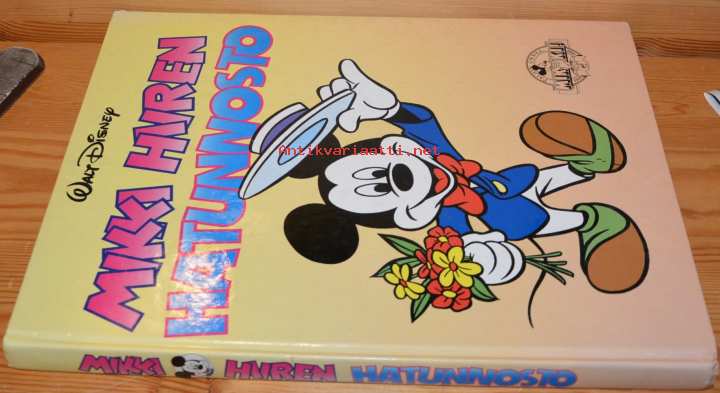 WALT DISNEY
MIKKI HIIREN
HATUNNOSTO
Antikvariaatti.net
MIKKI HIIREN HATUNNOSTO